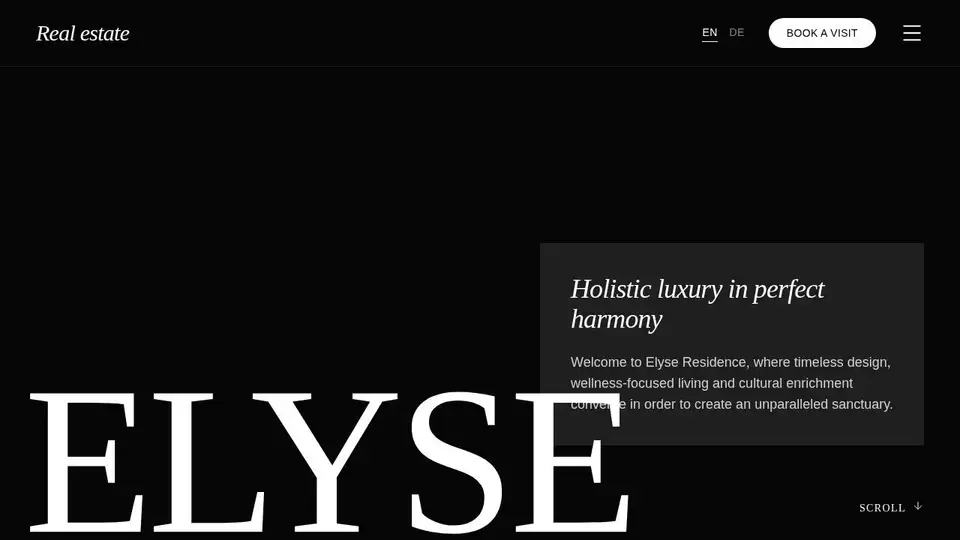 Real estate
EN DE
BOOK A VISIT
Holistic luxury in perfect
harmony
Welcome to Elyse Residence, where timeless design,
wellness-focused living and cultural enrichment
converge in order to create an unparalleled sanctuary.
ELYSE
SCROLL